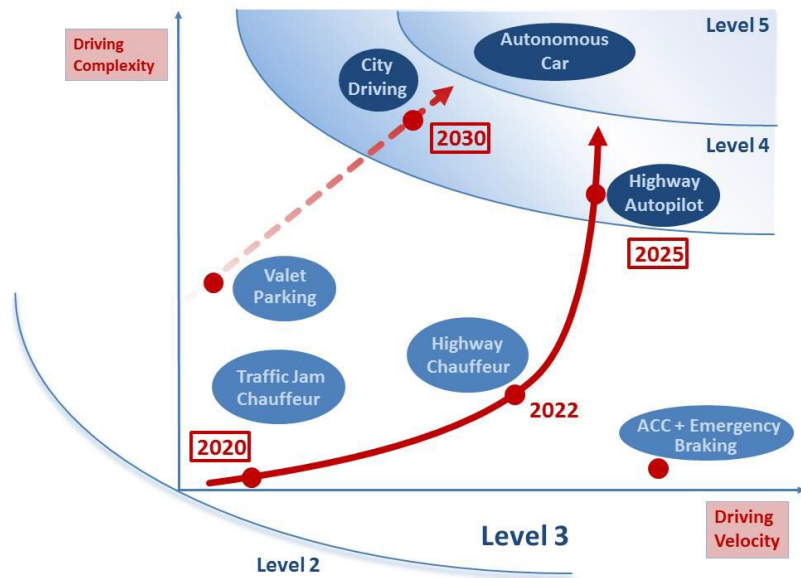 Driving
Complexity
Level 5
Autonomous
Car
City
Driving
2030
Level 4
Highway
Autopilot
2025
Valet
Parking
Highway
Chauffeur
Traffic Jam
Chauffeur
2022
ACC + Emergency
Braking
2020
Driving
Velocity
Level 3
Level 2